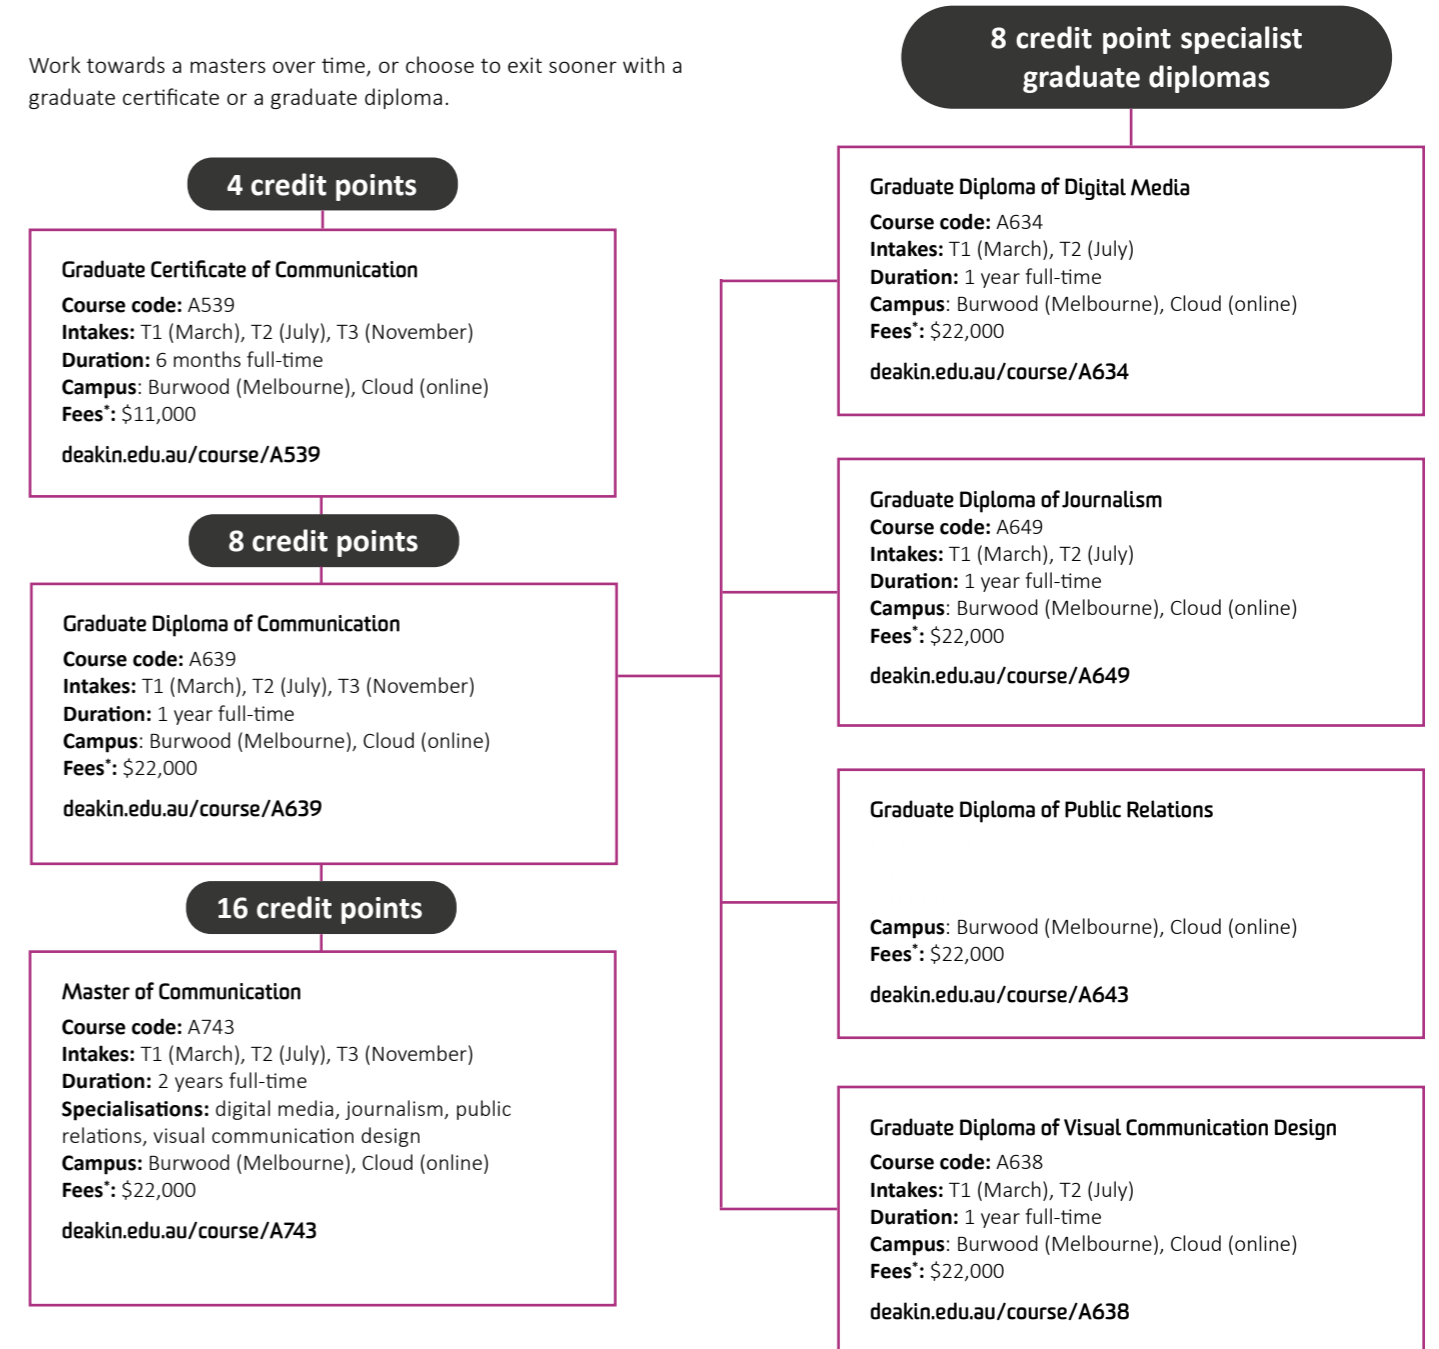 Work towards a masters over time, or choose to exit sooner with a
graduate certificate or a graduate diploma.
4 credit points
Graduate Certificate of Communication
Course code: A539
Intakes: T1 (March), T2 (July), T3 (November)
Duration: 6 months full-time
Campus: Burwood (Melbourne), Cloud (online)
Fees*: $11,000
deakin.edu.au/course/A539
8 credit points
Graduate Diploma of Communication
Course code: A639
Intakes: T1 (March), T2 (July), T3 (November)
Duration: 1 year full-time
Campus: Burwood (Melbourne), Cloud (online)
Fees*: $22,000
deakin.edu.au/course/A639
16 credit points
Master of Communication
Course code: A743
Intakes: T1 (March), T2 (July), T3 (November)
Duration: 2 years full-time
Specialisations: digital media, journalism, public
relations, visual communication design
Campus: Burwood (Melbourne), Cloud (online)
Fees*: $22,000
deakin.edu.au/course/A743
8 credit point specialist
graduate diplomas
Graduate Diploma of Digital Media
Course code: A634
Intakes: T1 (March), T2 (July)
Duration: 1 year full-time
Campus: Burwood (Melbourne), Cloud (online)
Fees*: $22,000
deakin.edu.au/course/A634
Graduate Diploma of Journalism
Course code: A649
Intakes: T1 (March), T2 (July)
Duration: 1 year full-time
Campus: Burwood (Melbourne), Cloud (online)
Fees*: $22,000
deakin.edu.au/course/A649
Graduate Diploma of Public Relations
Campus: Burwood (Melbourne), Cloud (online)
Fees*: $22,000
deakin.edu.au/course/A643
Graduate Diploma of Visual Communication Design
Course code: A638
Intakes: T1 (March), T2 (July)
Duration: 1 year full-time
Campus: Burwood (Melbourne), Cloud (online)
Fees*: $22,000
deakin.edu.au/course/A638